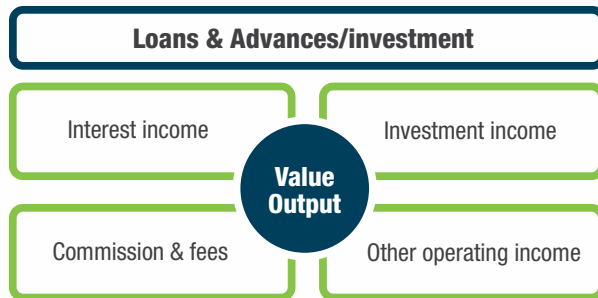 Loans & Advances/investment
Interest income
Investment income
Value
Output
Commission & fees
Other operating income